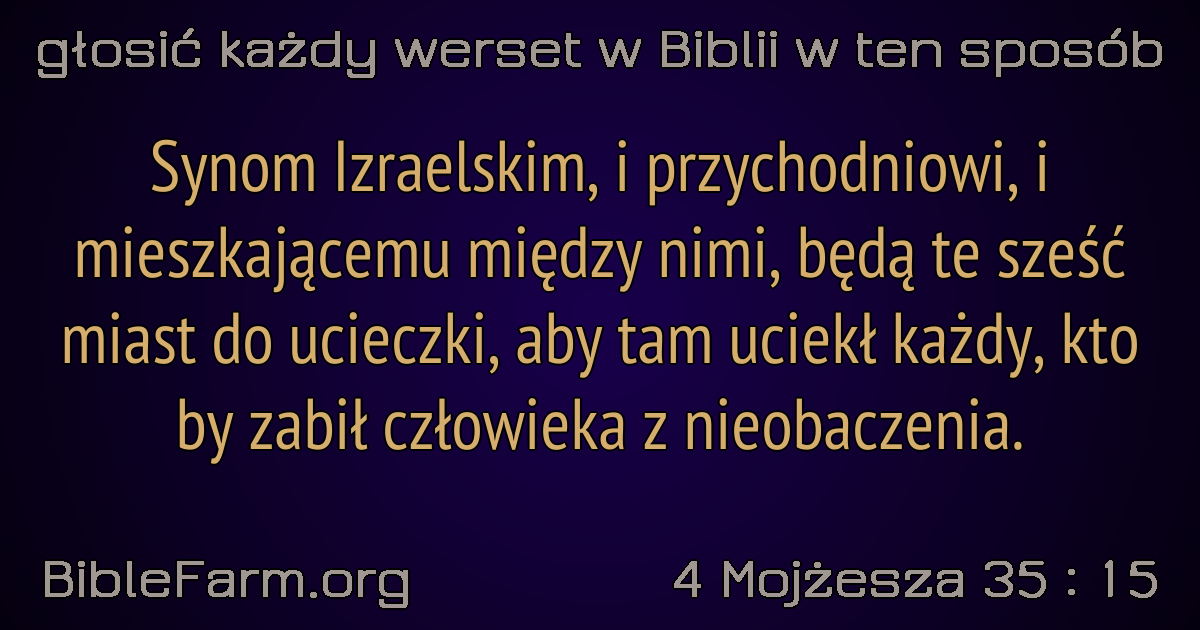 głosić każdy werset w Biblii w ten sposób
Synom Izraelskim, i przychodniowi, i
mieszkającemu między nimi, będą te sześć
miast do ucieczki, aby tam uciekł każdy, kto
by zabił człowieka z nieobaczenia.
BibleFarm.org
4 Mojżesza 35 : 15